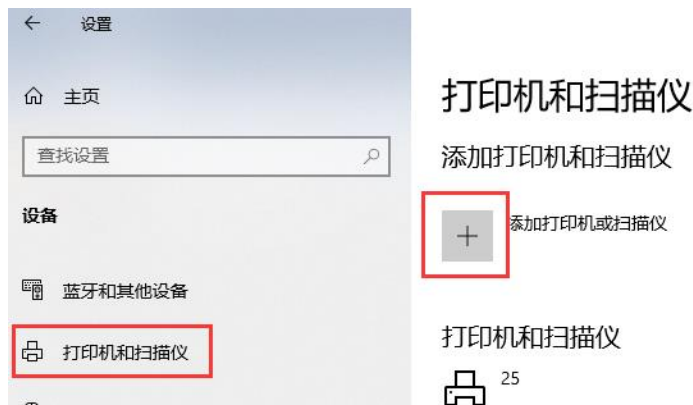 设置
主页
查找设置
设备
蓝牙和其他设备
打印机和扫描仪
打印机和扫描仪
添加打印机和扫描仪
添加打印机或扫描仪
打印机和扫描仪
25